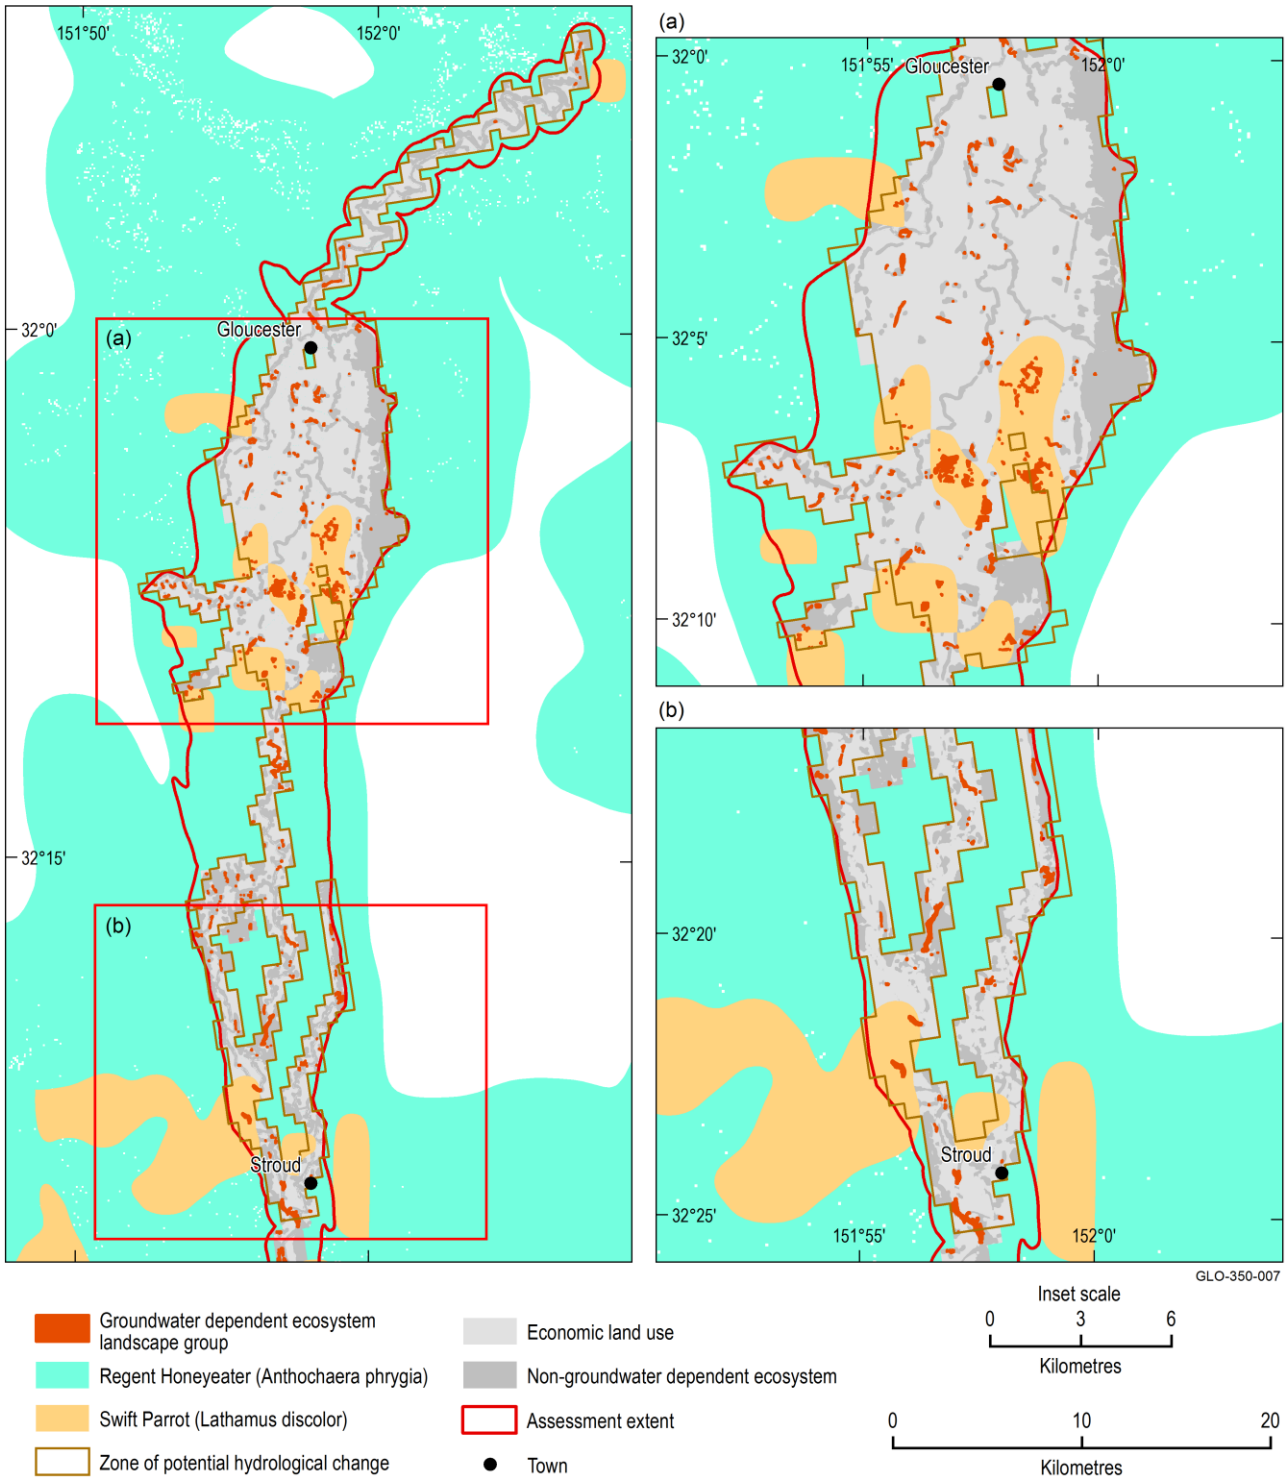 151°50'
152°0'
32°0'
Gloucester
(a)
32°15'
(b)
Stroud
(a)
32°0'
151°55'
Gloucester
152°0'
32°5'
32°10'
(b)
32°20'
Stroud
32°25'
151°55'
152°0'
GLO-350-007
Groundwater dependent ecosystem
landscape group
Regent Honeyeater (Anthochaera phrygia)
Swift Parrot (Lathamus discolor)
Zone of potential hydrological change
Economic land use
Non-groundwater dependent ecosystem
Assessment extent
Town
Inset scale
0 3 6
Kilometres
0 10 20
Kilometres